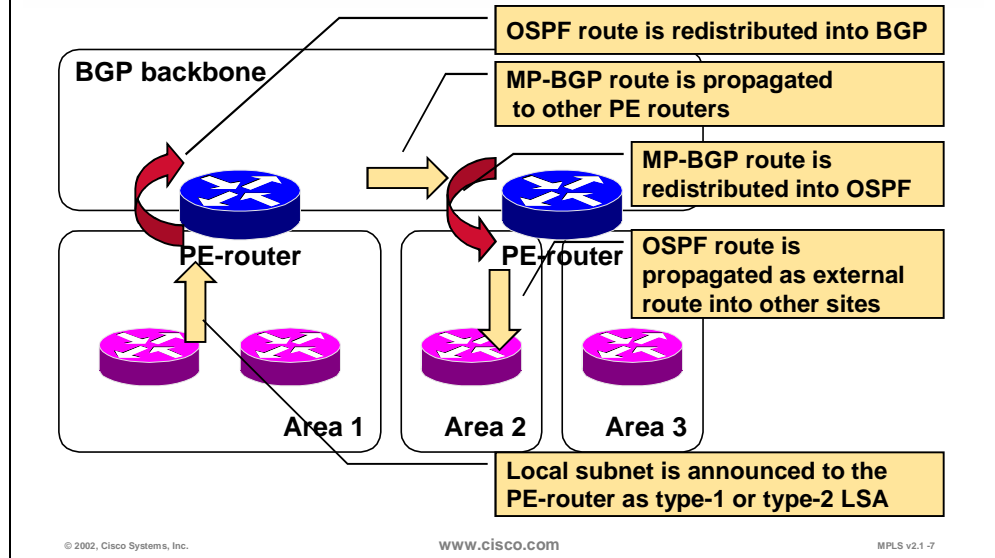 OSPF route is redistributed into BGP
BGP backbone
MP-BGP route is propagated
to other PE routers
MP-BGP route is
redistributed into OSPF
PE-router
PE-router
OSPF route is
propagated as external
route into other sites
Area 1
Area 2
Area 3
Local subnet is announced to the
PE-router as type-1 or type-2 LSA
© 2002, Cisco Systems, Inc.
www.cisco.com
MPLS v2.1 -7